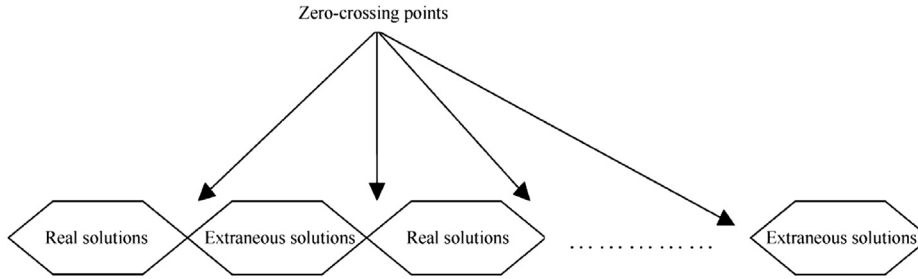 Zero-crossing points
Real solutions
Extraneous solutions
Real solutions
...............
Extraneous solutions